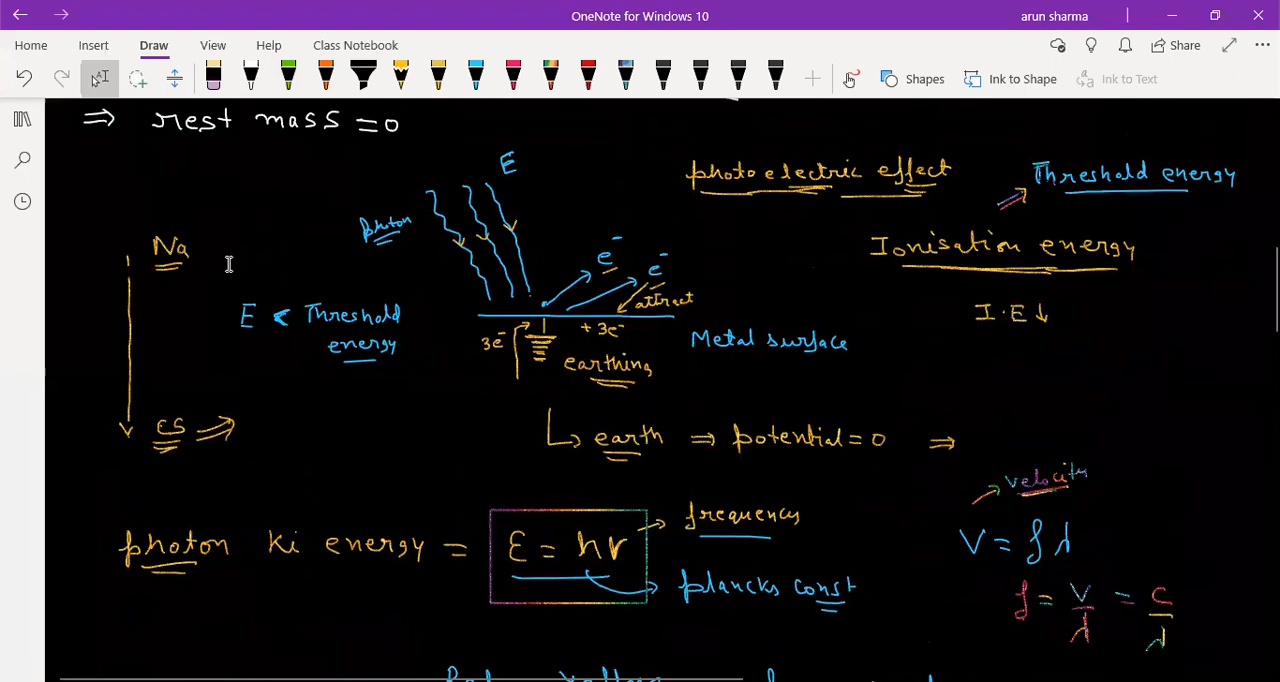 OneNote for Windows 10
arun sharma
Home Insert Draw View Help Class Notebook
Share
Shapes Ink to Shape Ink to Text
⇒ rest mass = 0
E
photoelectric effect
Threshold energy
photon
Na
e⁻
e⁻
Ionisation energy
attract
E < Threshold energy
I.E↓
3e⁻
+3e⁻
Metal surface
earthing
Cs ⇒
↳ earth ⇒ potential = 0 ⇒
velocity
photon ki energy = E = hν
frequency
V = fλ
plancks const
f = V/λ = C/λ